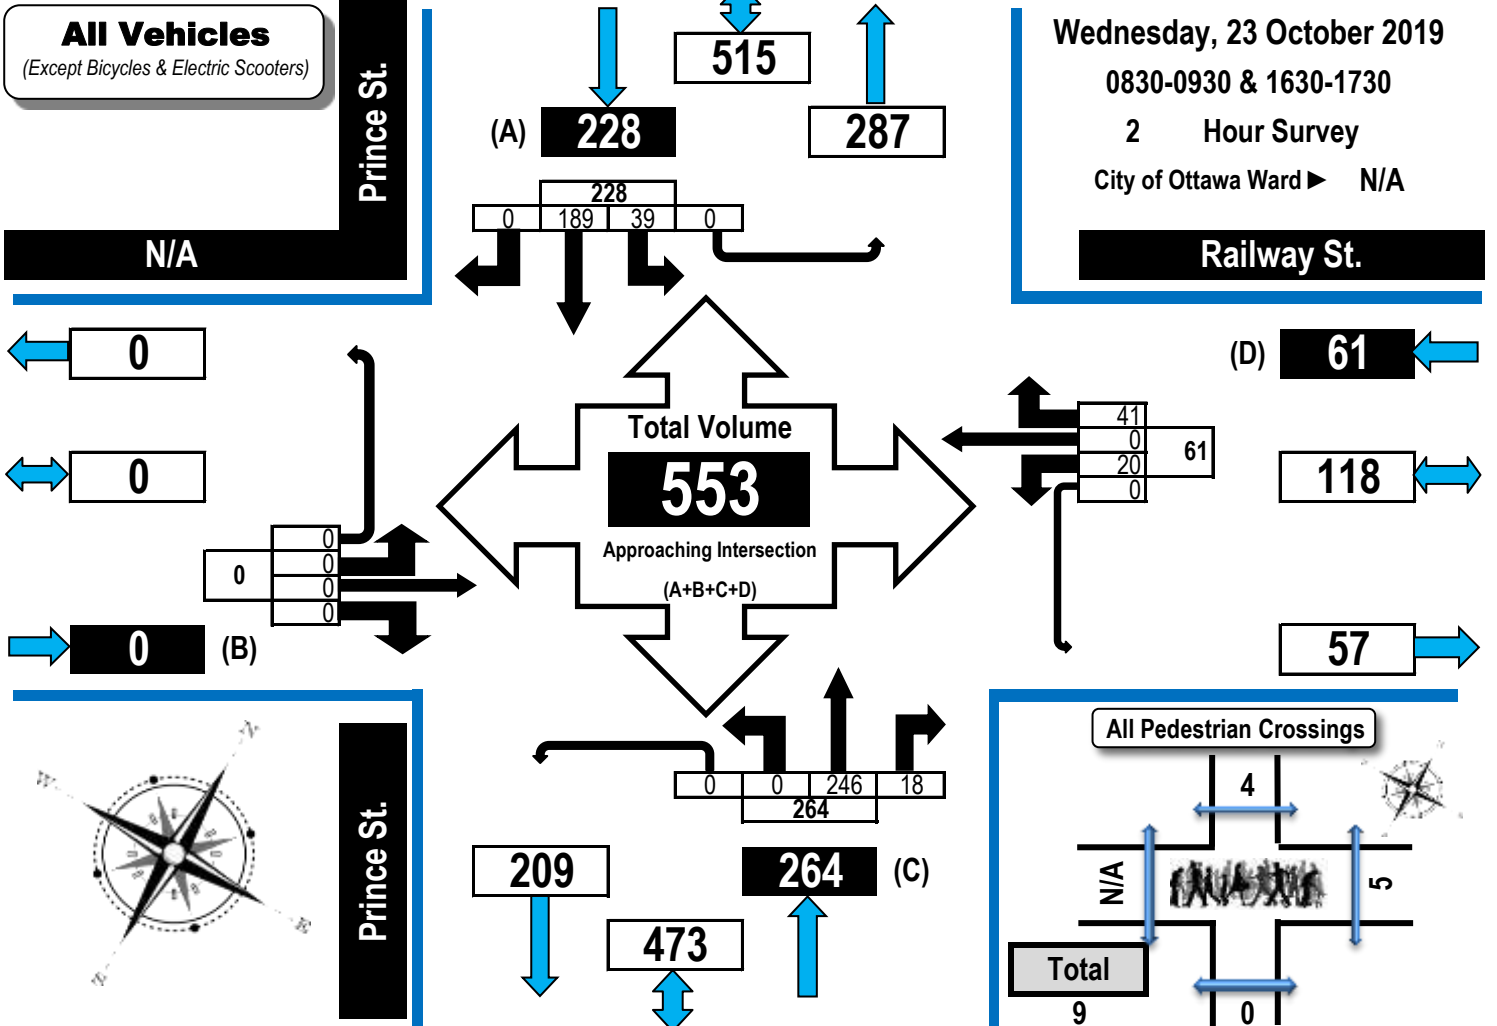 All Vehicles
(Except Bicycles & Electric Scooters)
Prince St.
N/A
515
(A) 228
287
228
0 189 39 0
Wednesday, 23 October 2019
0830-0930 & 1630-1730
2 Hour Survey
City of Ottawa Ward ► N/A
Railway St.
0
0
0
0
0
0
0
0 (B)
Total Volume
553
Approaching Intersection
(A+B+C+D)
(D) 61
41
0
20
0
61
118
57
N
W
E
S
Prince St.
0 0 246 18
264
209
264 (C)
473
All Pedestrian Crossings
4
N/A
5
Total
9
0